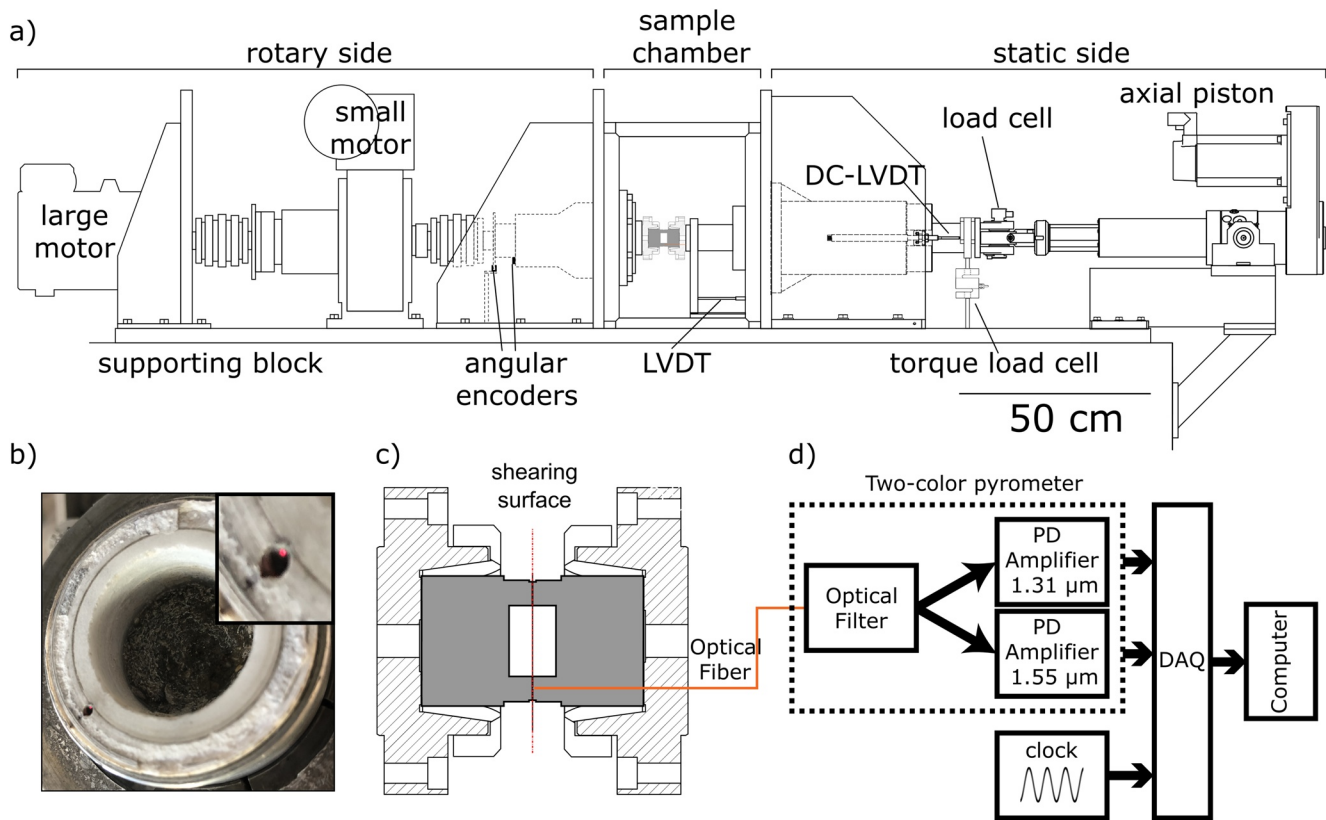 a)
rotary side
sample
chamber
static side
large
motor
small
motor
load cell
axial piston
DC-LVDT
supporting block
angular
encoders
LVDT
torque load cell
50 cm
b)
c)
shearing
surface
Optical
Fiber
d)
Two-color pyrometer
Optical
Filter
PD
Amplifier
1.31 µm
PD
Amplifier
1.55 µm
clock
DAQ
Computer